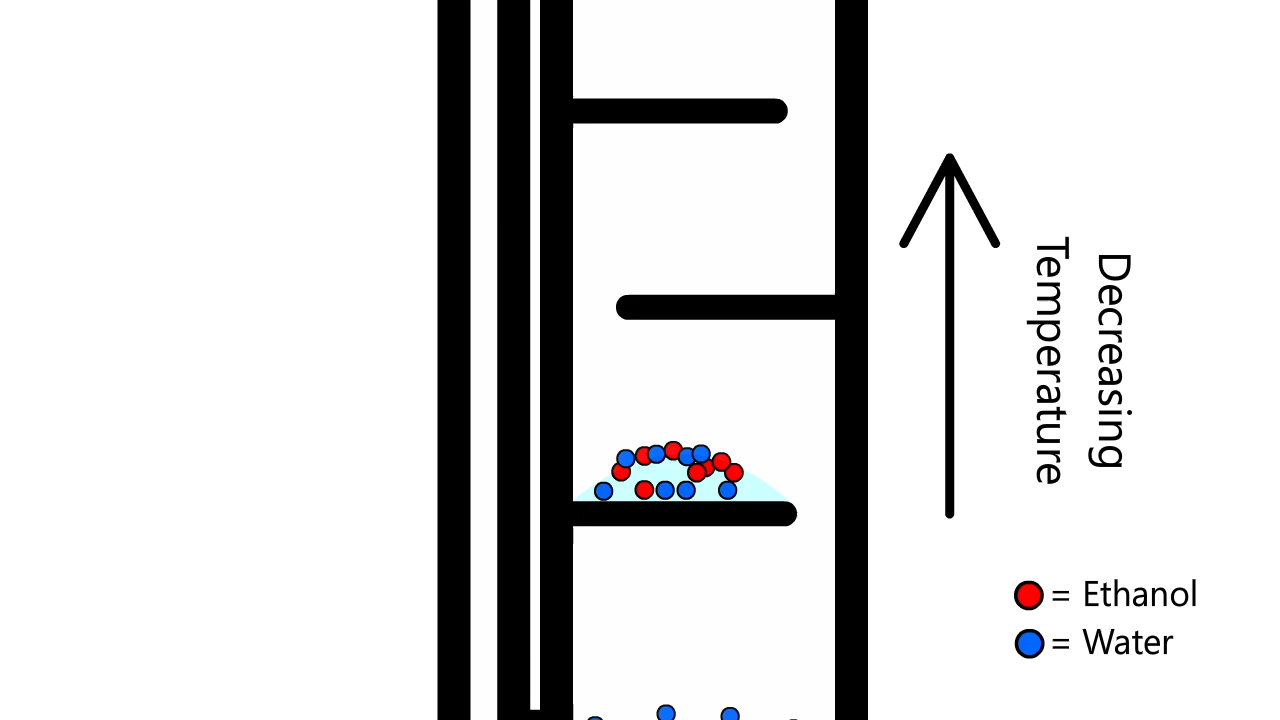 Decreasing
Temperature
= Ethanol
= Water